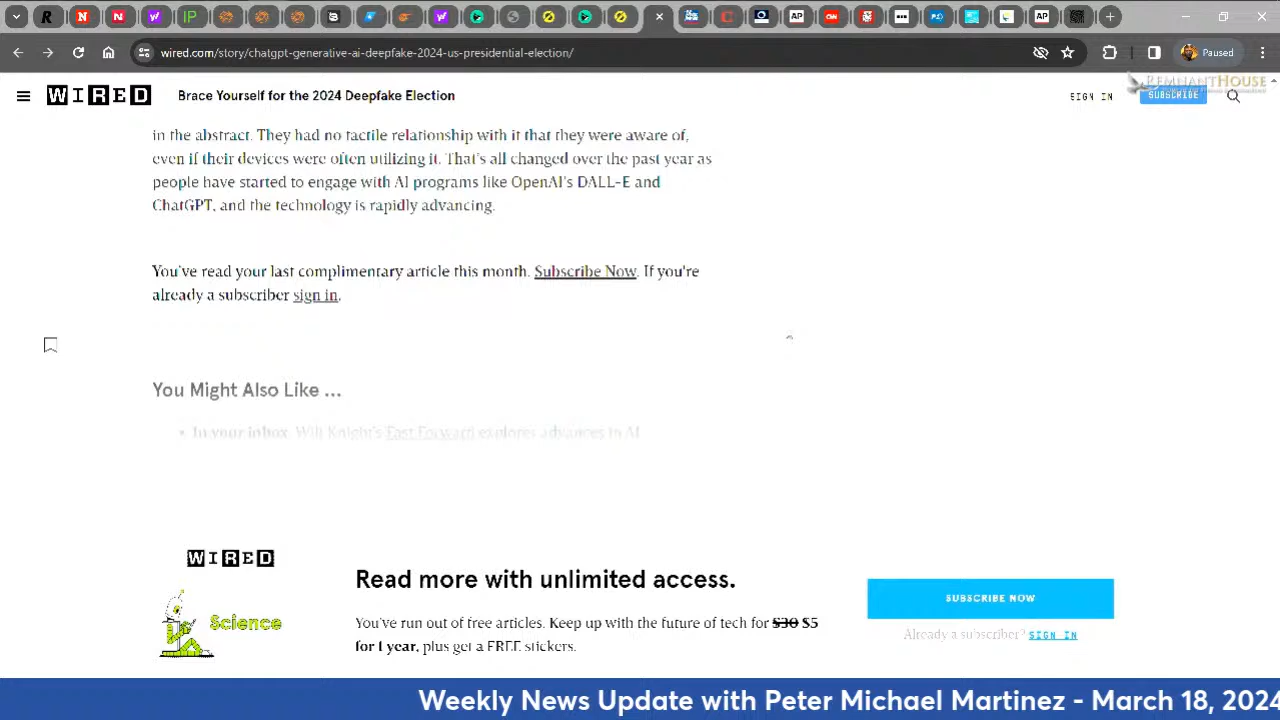 wired.com/story/chatgpt-generative-ai-deepfake-2024-us-presidential-election/
Paused
WIRED
Brace Yourself for the 2024 Deepfake Election
SIGN IN
SUBSCRIBE
REMNANTHOUSE
in the abstract. They had no tactile relationship with it that they were aware of,
even if their devices were often utilizing it. That's all changed over the past year as
people have started to engage with AI programs like OpenAI's DALL-E and
ChatGPT, and the technology is rapidly advancing.
You've read your last complimentary article this month. Subscribe Now. If you're
already a subscriber sign in.
You Might Also Like ...
• In your inbox: Will Knight's Fast Forward explores advances in AI
WIRED
Science
Read more with unlimited access.
You've run out of free articles. Keep up with the future of tech for $30 $5
for 1 year, plus get a FREE stickers.
SUBSCRIBE NOW
Already a subscriber? SIGN IN
Weekly News Update with Peter Michael Martinez - March 18, 2024